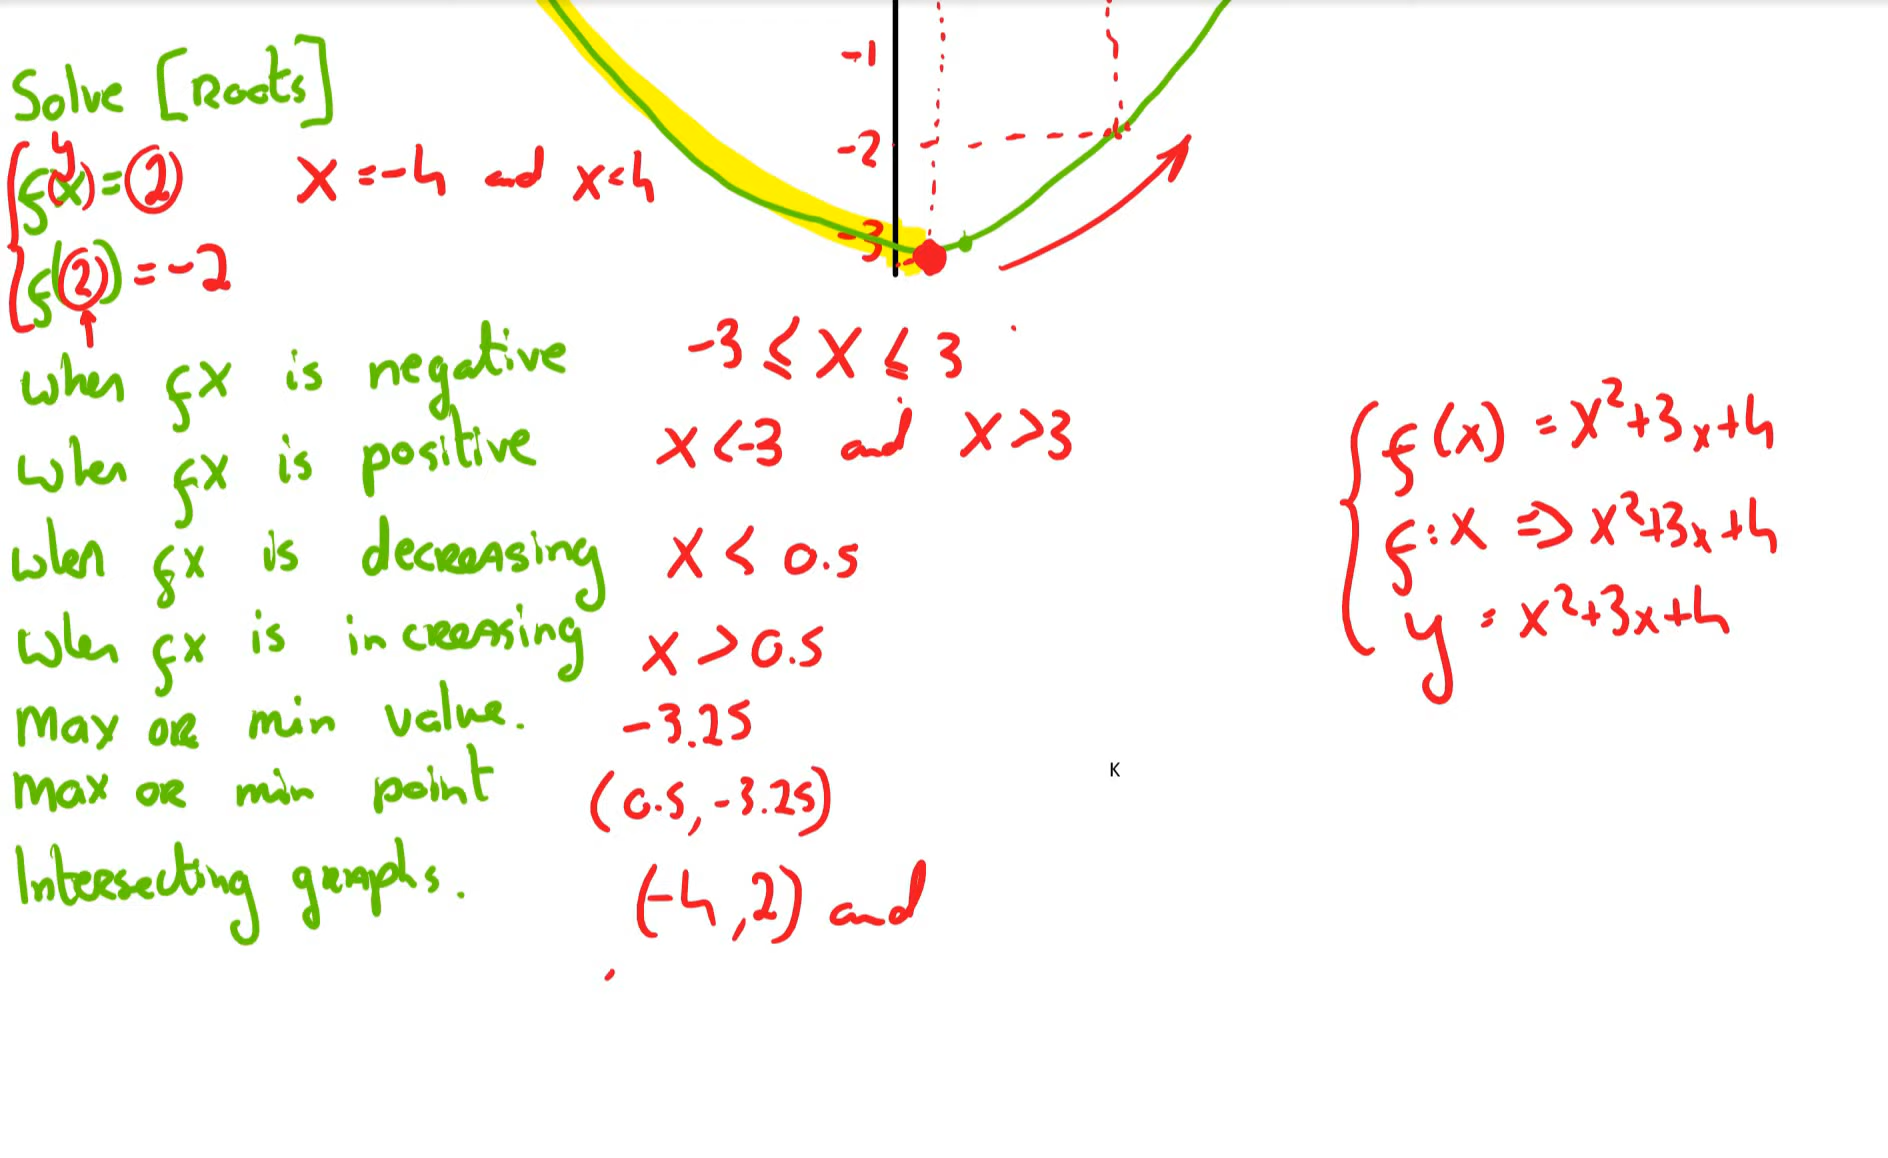 -1
Solve [Roots]
y
f(x) = 2 x = -4 and x = 4
-2
-3
f(2) = -2
when fx is negative -3 ≤ x ≤ 3
when fx is positive x < -3 and x > 3
when fx is decreasing x < 0.5
when fx is increasing x > 0.5
max or min value. -3.25
max or min point (0.5, -3.25)
Intersecting graphs. (-4, 2) and
f(x) = x²+3x+4
f: x ⇒ x²+3x+4
y = x²+3x+4
K